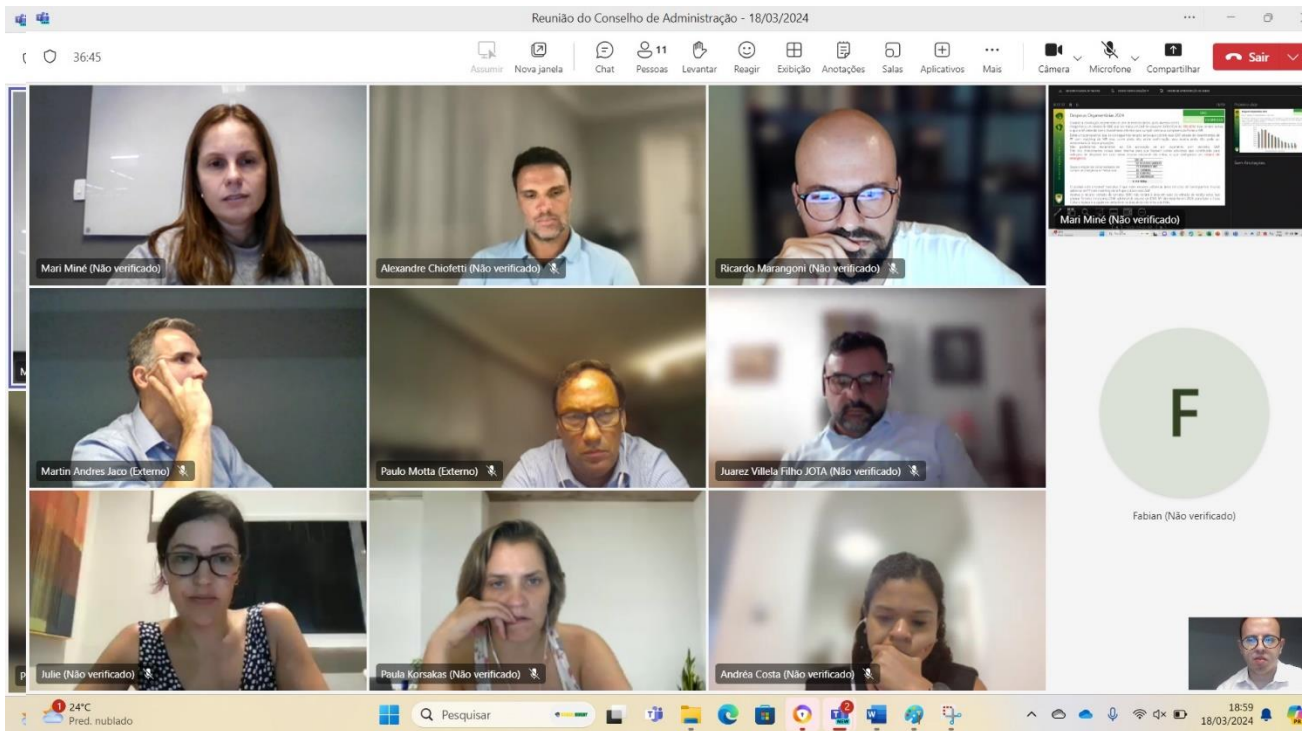 Reunião do Conselho de Administração - 18/03/2024
36:45
Assumir
Nova janela
Chat
11
Pessoas
Levantar
Reagir
Exibição
Anotações
Salas
Aplicativos
Mais
Câmera
Microfone
Compartilhar
Sair
Mari Miné (Não verificado)
Alexandre Chiofetti (Não verificado)
Ricardo Marangoni (Não verificado)
Mari Miné (Não verificado)
Martin Andres Jaco (Externo)
Paulo Motta (Externo)
Juarez Villela Filho JOTA (Não verificado)
F
Fabian (Não verificado)
Julie (Não verificado)
Paula Korsakas (Não verificado)
Andréa Costa (Não verificado)
1
24°C
Pred. nublado
Pesquisar
2
18:59
18/03/2024